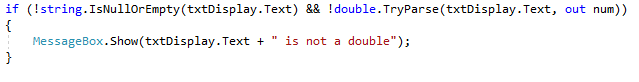 if (!string.IsNullOrEmpty(txtDisplay.Text) && !double.TryParse(txtDisplay.Text, out num))
{
    MessageBox.Show(txtDisplay.Text + " is not a double");
}